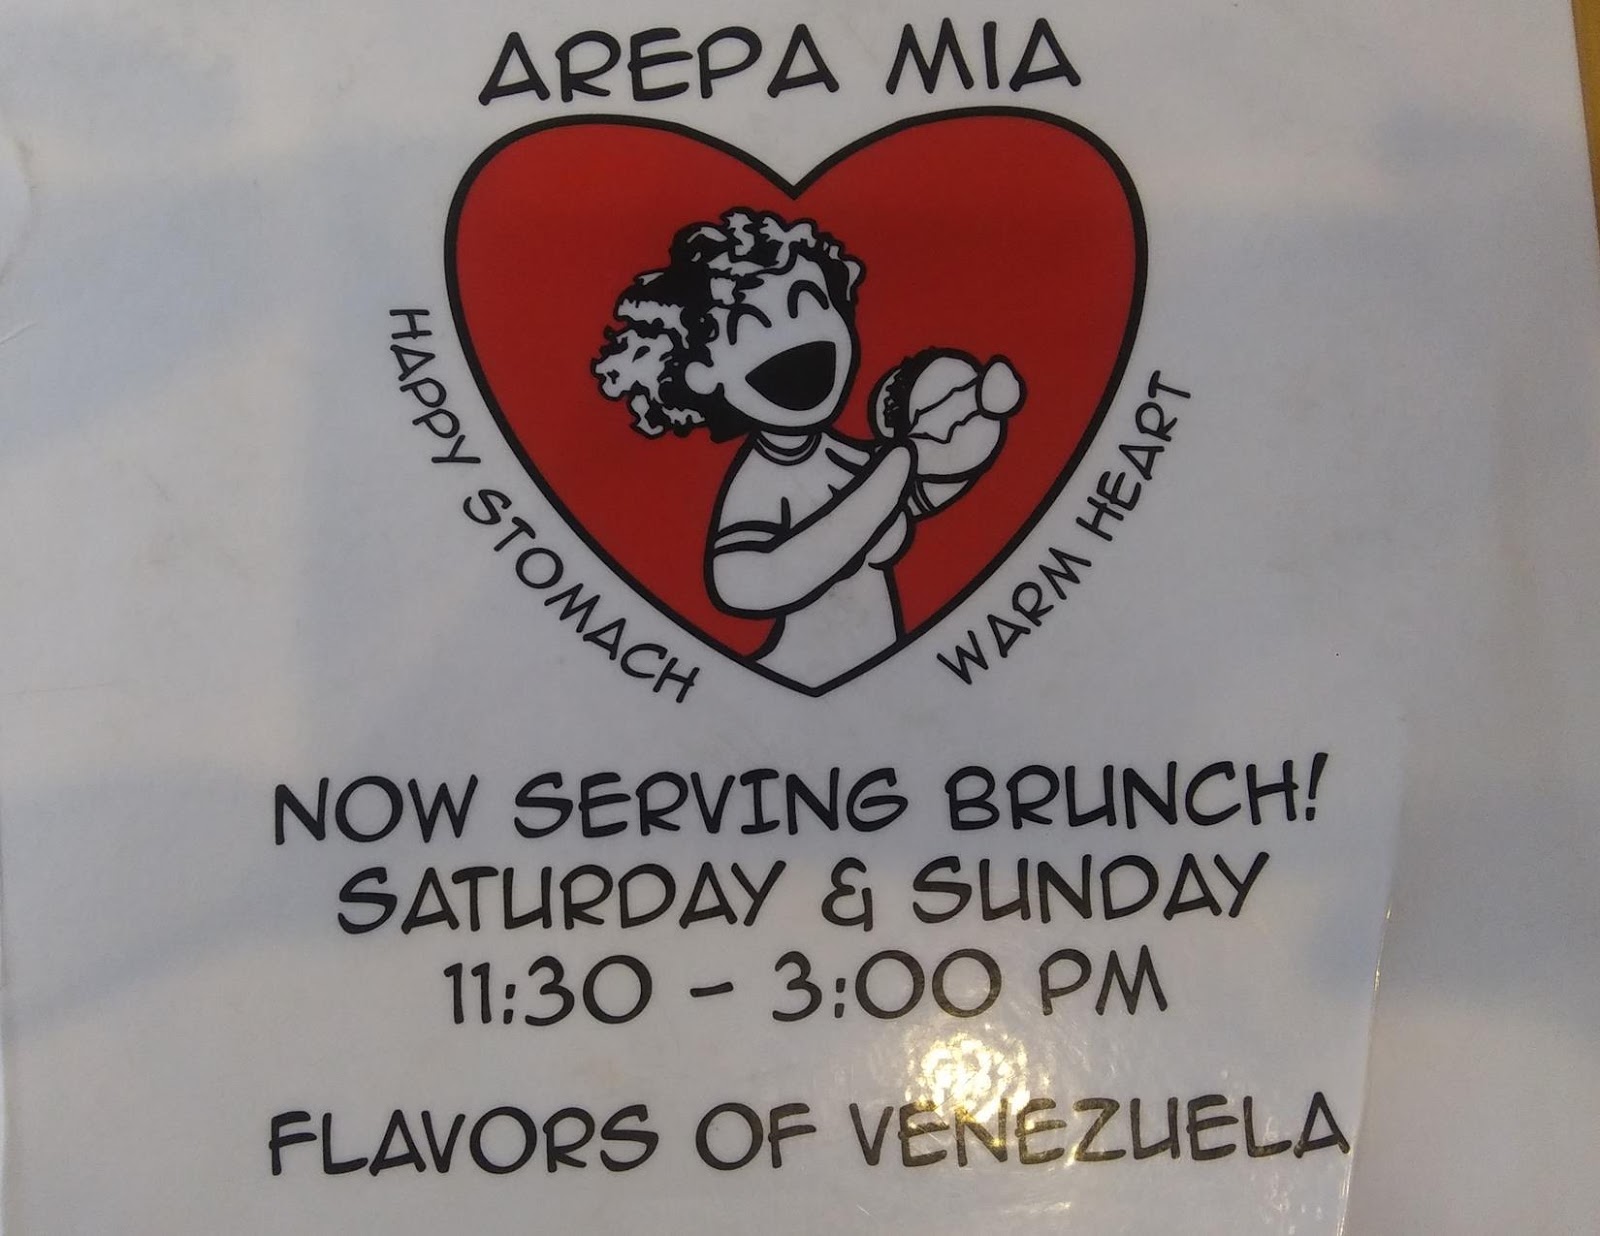 AREPA MIA
HAPPY STOMACH
WARM HEART
NOW SERVING BRUNCH!
SATURDAY & SUNDAY
11:30 - 3:00 PM
FLAVORS OF VENEZUELA